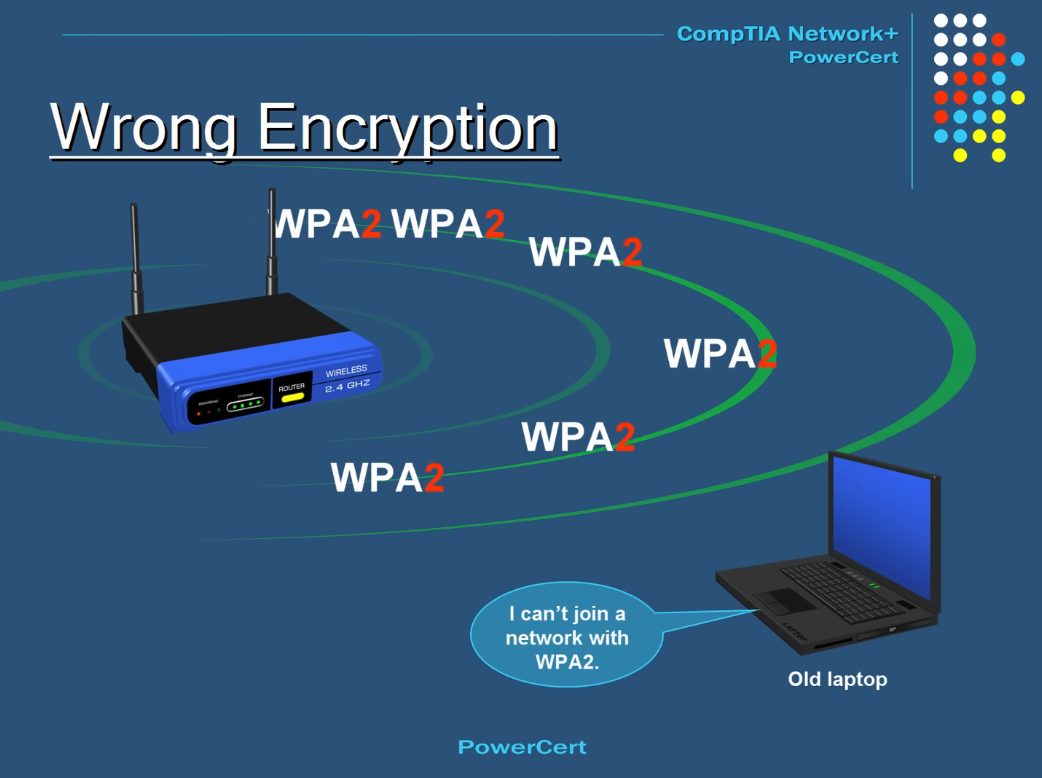 CompTIA Network+
PowerCert
Wrong Encryption
WPA2 WPA2
WPA2
WPA2
WPA2
WPA2
WIRELESS
2.4 GHZ
ROUTER
ETHERNET
I can't join a
network with
WPA2.
LAPTOP
Old laptop
PowerCert